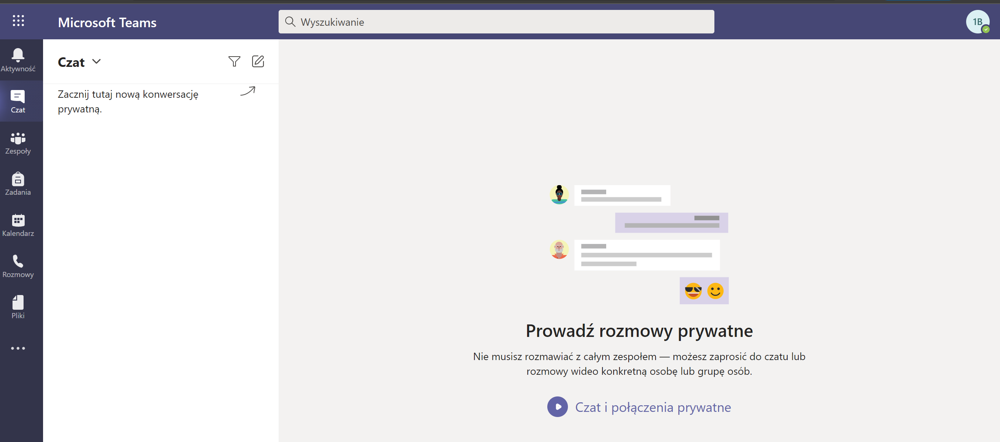 Microsoft Teams
Wyszukiwanie
1B
Aktywność
Czat
Zespoły
Zadania
Kalendarz
Rozmowy
Pliki
Czat
Zacznij tutaj nową konwersację
prywatną.
Prowadź rozmowy prywatne
Nie musisz rozmawiać z całym zespołem — możesz zaprosić do czatu lub
rozmowy wideo konkretną osobę lub grupę osób.
Czat i połączenia prywatne